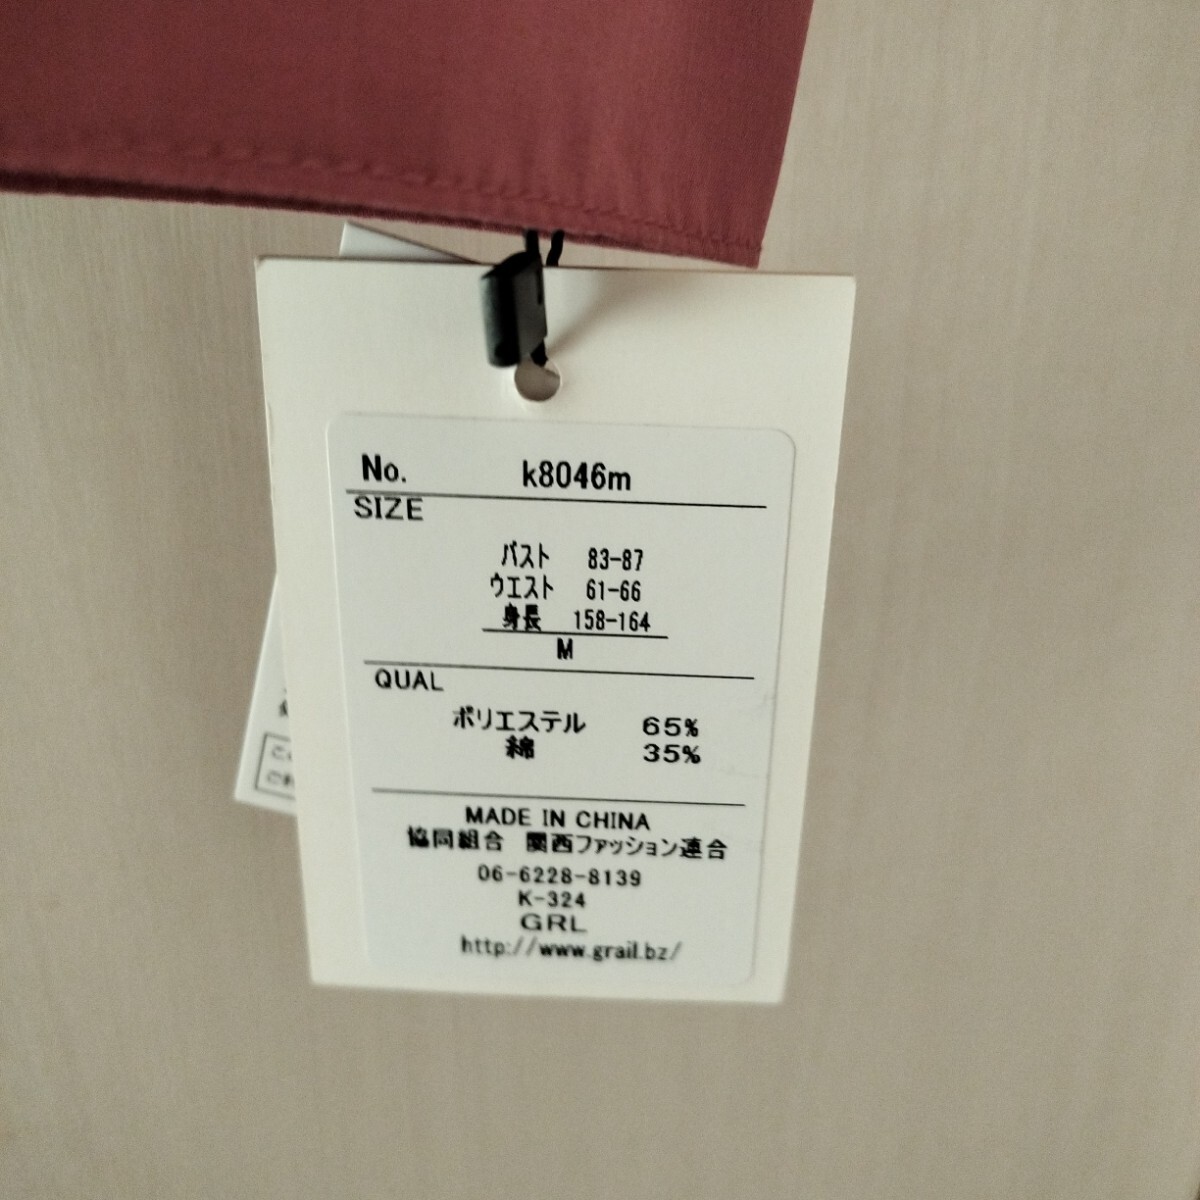 No. k8046m
SIZE
バスト 83-87
ウエスト 61-66
身長 158-164
M
QUAL
ポリエステル 65%
綿 35%
MADE IN CHINA
協同組合 関西ファッション連合
06-6228-8139
K-324
GRL
http://www.grail.bz/
この